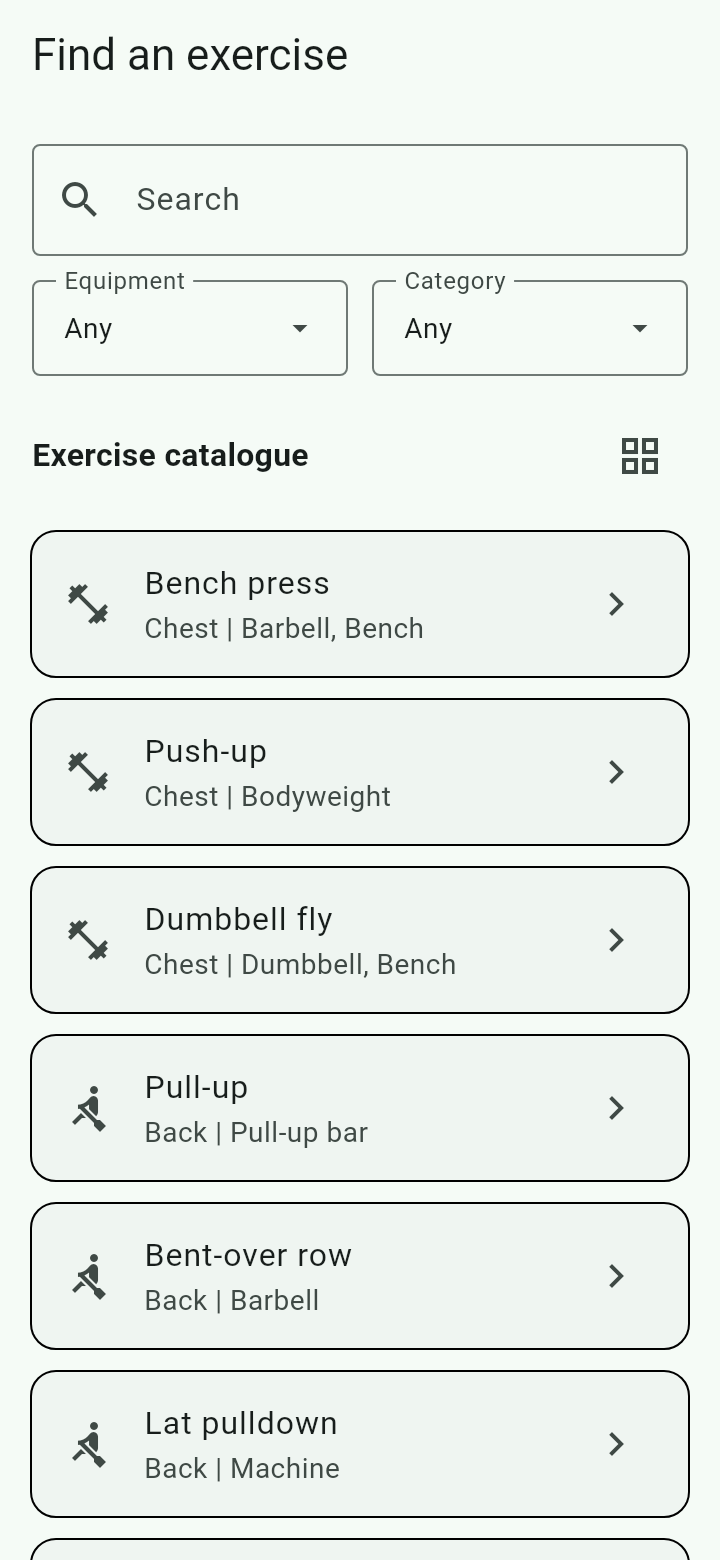 Find an exercise
Search
Equipment
Category
Any
Any
Exercise catalogue
Bench press
Chest | Barbell, Bench
Push-up
Chest | Bodyweight
Dumbbell fly
Chest | Dumbbell, Bench
Pull-up
Back | Pull-up bar
Bent-over row
Back | Barbell
Lat pulldown
Back | Machine